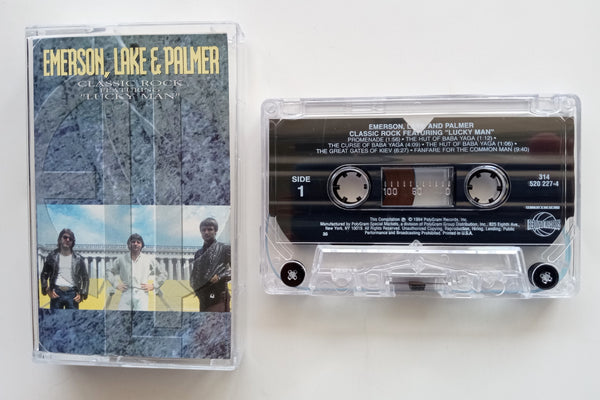 EMERSON, LAKE & PALMER
CLASSIC ROCK
FEATURING
"LUCKY MAN"
EMERSON, LAKE AND PALMER
CLASSIC ROCK FEATURING "LUCKY MAN"
PROMENADE (1:56) • THE HUT OF BABA YAGA (1:12) •
THE CURSE OF BABA YAGA (4:09) • THE HUT OF BABA YAGA (1:06) •
THE GREAT GATES OF KIEV (6:27) • FANFARE FOR THE COMMON MAN (9:40)
SIDE
1
314
520 227-4
100 50 0
This Compilation ℗ © 1994 PolyGram Records, Inc.
Manufactured by PolyGram Special Markets, a division of PolyGram Group Distribution, Inc., 825 Eighth Ave.,
New York, NY 10019. All Rights Reserved. Unauthorized Copying, Reproduction, Hiring, Lending, Public
Performance and Broadcasting Prohibited. Printed in U.S.A.